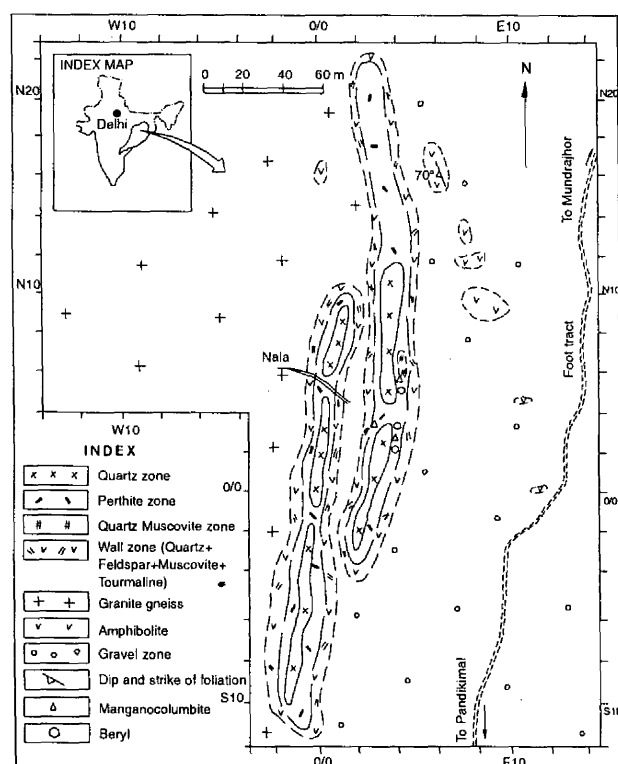 W10
0/0
E10
INDEX MAP
Delhi
0 20 40 60 m
N
N20
N20
70°
To Mundrajhor
N10
N10
Nala
Foot tract
W10
INDEX
Quartz zone
Perthite zone
Quartz Muscovite zone
Wall zone (Quartz+
Feldspar+Muscovite+
Tourmaline)
Granite gneiss
Amphibolite
Gravel zone
Dip and strike of foliation
Manganocolumbite
Beryl
0/0
0/0
S10
S10
To Pandikimal
0/0
E10